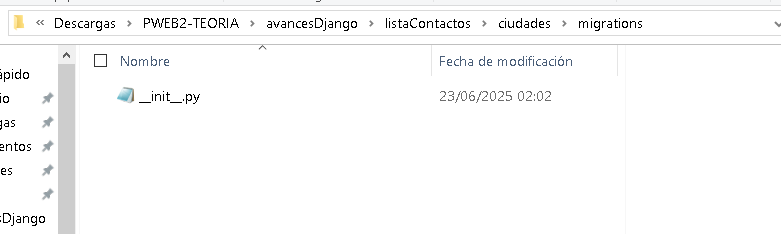 « Descargas > PWEB2-TEORIA > avancesDjango > listaContactos > ciudades > migrations
Nombre
Fecha de modificación
__init__.py
23/06/2025 02:02
ápido
io
gas
entos
es
sDjango